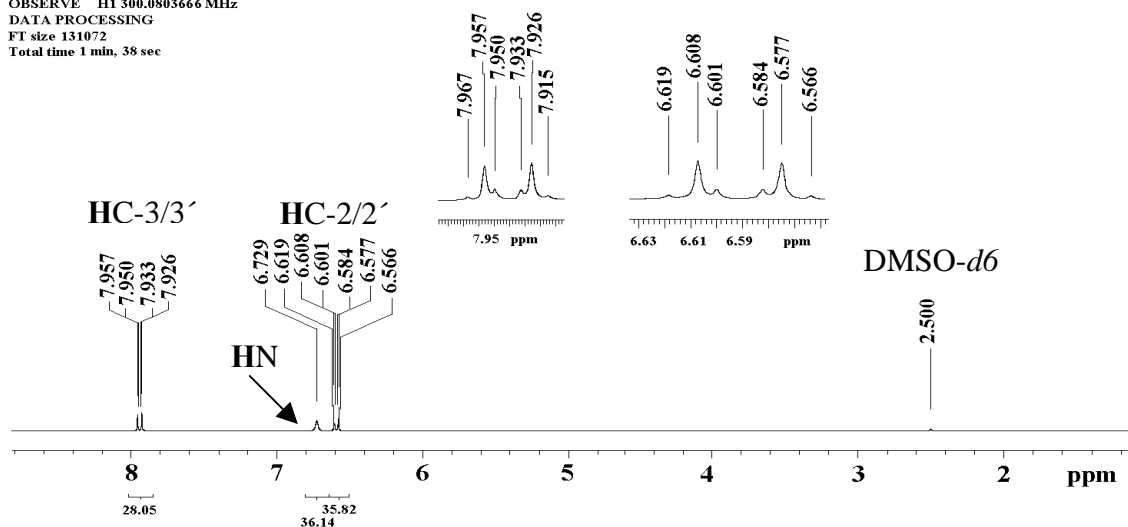 OBSERVE H1 300.0803666 MHz
DATA PROCESSING
FT size 131072
Total time 1 min, 38 sec
7.967
7.957
7.950
7.933
7.926
7.915
6.619
6.608
6.601
6.584
6.577
6.566
7.95 ppm
6.63 6.61 6.59 ppm
HC-3/3´
7.957
7.950
7.933
7.926
HC-2/2´
6.729
6.619
6.608
6.601
6.584
6.577
6.566
DMSO-d6
2.500
HN
8 7 6 5 4 3 2 ppm
28.05 35.82
36.14